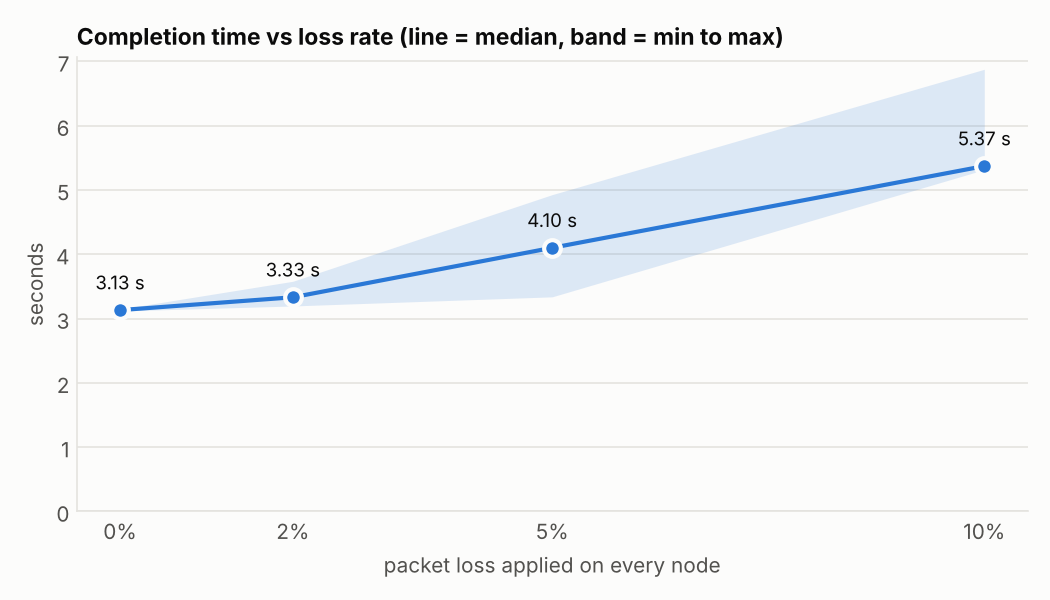 Completion time vs loss rate (line = median, band = min to max)
7
6
5
4
3
2
1
0
seconds
3.13 s
3.33 s
4.10 s
5.37 s
0%
2%
5%
10%
packet loss applied on every node